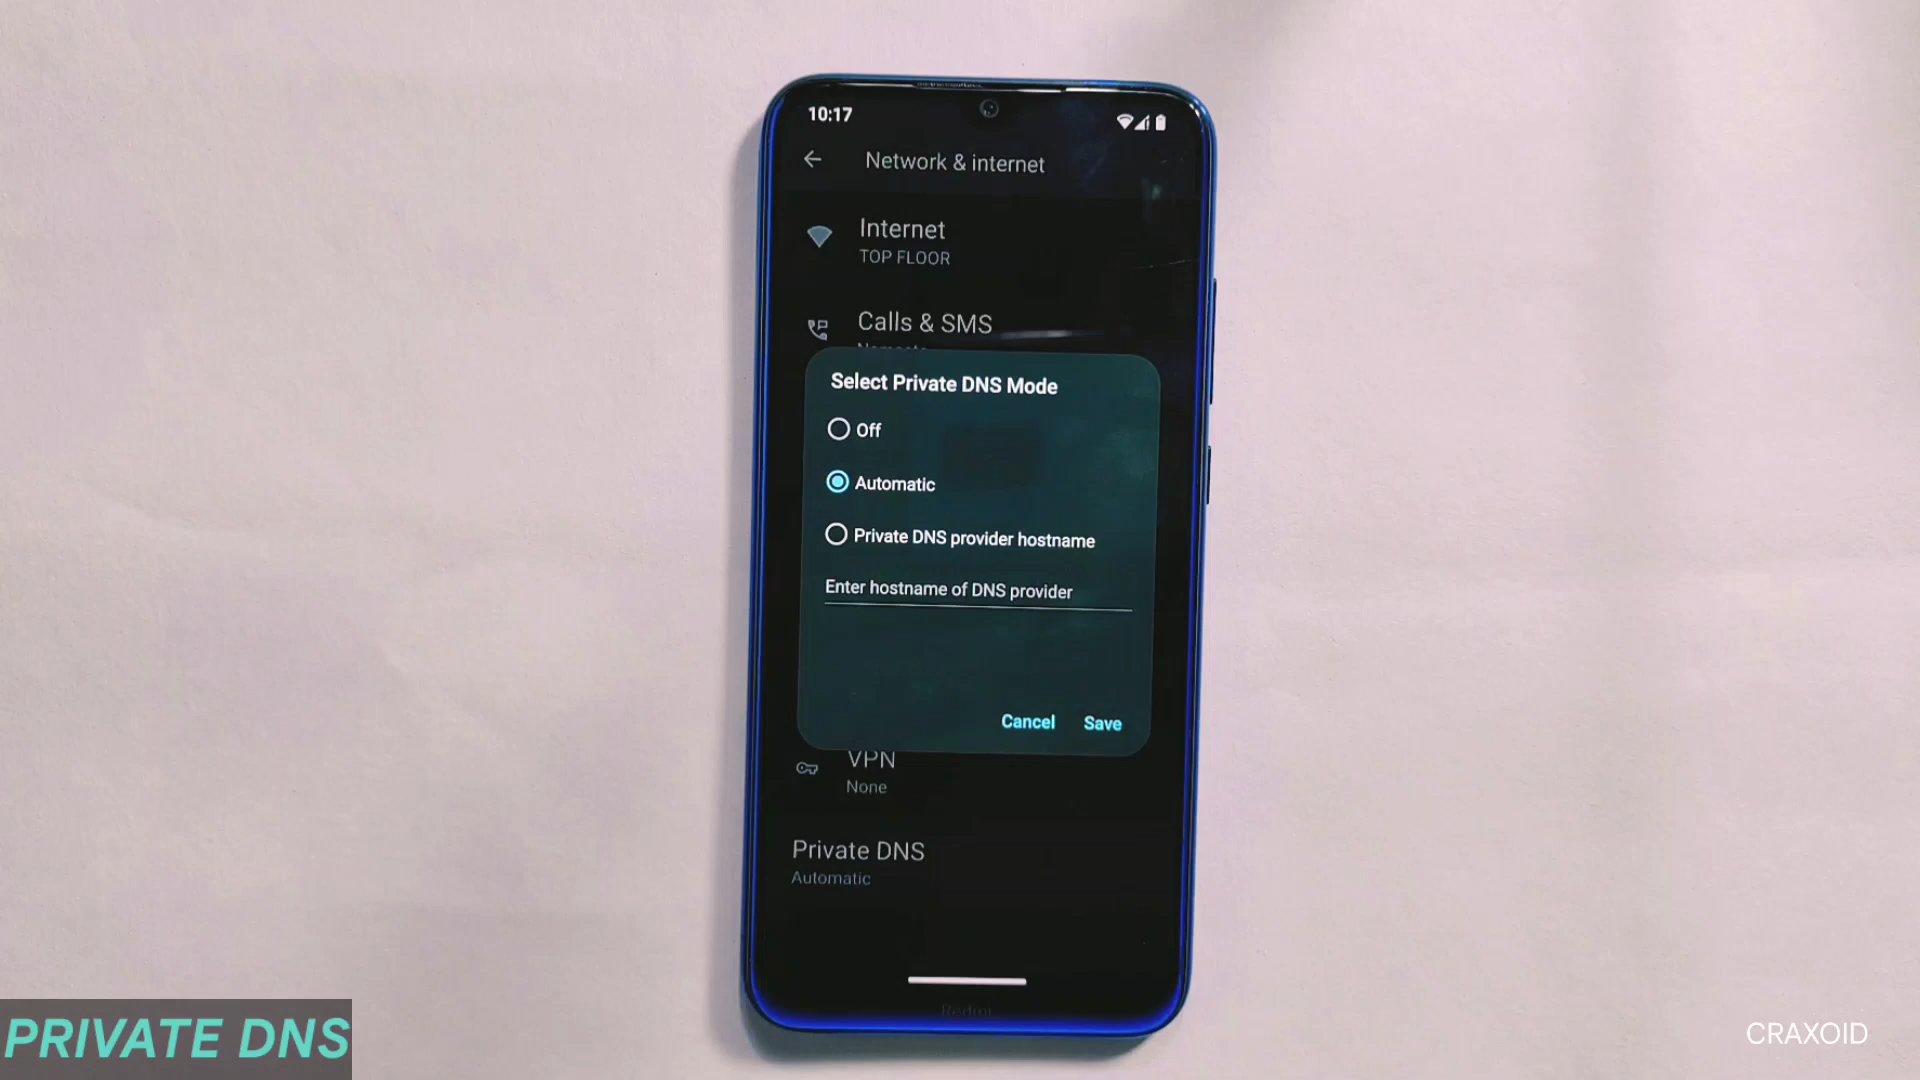 10:17
Network & internet
Internet
TOP FLOOR
Calls & SMS
Select Private DNS Mode
Off
Automatic
Private DNS provider hostname
Enter hostname of DNS provider
Cancel Save
VPN
None
Private DNS
Automatic
Redmi
PRIVATE DNS
CRAXOID